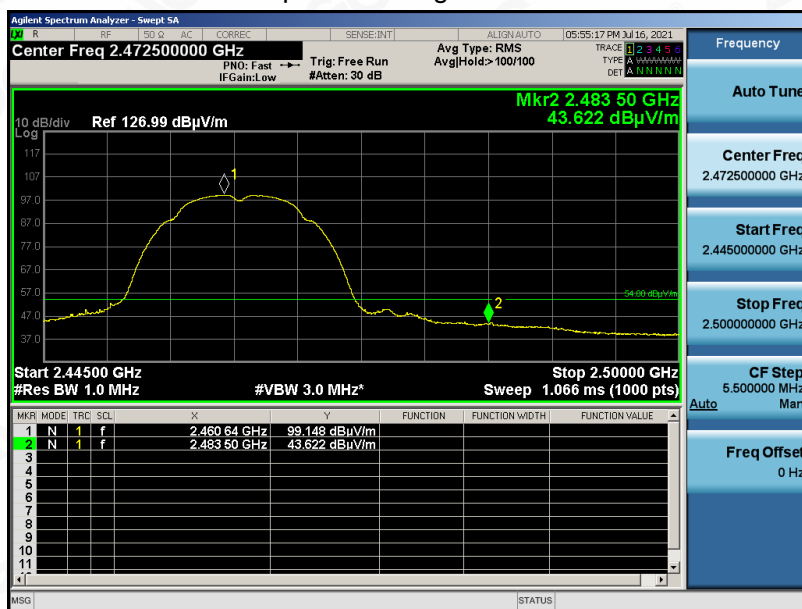 Agilent Spectrum Analyzer - Swept SA
LXI R RF 50 Ω AC CORREC SENSE:INT ALIGN AUTO 05:55:17 PM Jul 16, 2021
Center Freq 2.472500000 GHz
PNO: Fast
IFGain:Low
Trig: Free Run
#Atten: 30 dB
Avg Type: RMS
Avg|Hold:>100/100
TRACE 1 2 3 4 5 6
TYPE A WWWWW
DET A N N N N N
Mkr2 2.483 50 GHz
43.622 dBµV/m
10 dB/div Ref 126.99 dBµV/m
Log
117
107
97.0
87.0
77.0
67.0
57.0
47.0
37.0
1
2
54.00 dBµV/m
Start 2.44500 GHz Stop 2.50000 GHz
#Res BW 1.0 MHz #VBW 3.0 MHz* Sweep 1.066 ms (1000 pts)
MKR MODE TRC SCL X Y FUNCTION FUNCTION WIDTH FUNCTION VALUE
1 N 1 f 2.460 64 GHz 99.148 dBµV/m
2 N 1 f 2.483 50 GHz 43.622 dBµV/m
3
4
5
6
7
8
9
10
11
MSG STATUS
Frequency
Auto Tune
Center Freq
2.472500000 GHz
Start Freq
2.445000000 GHz
Stop Freq
2.500000000 GHz
CF Step
5.500000 MHz
Auto Man
Freq Offset
0 Hz